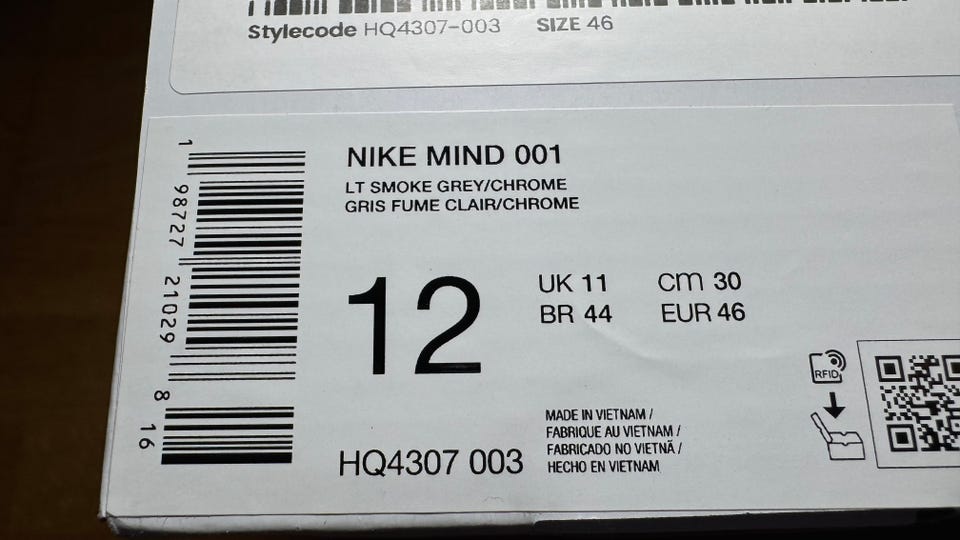 Stylecode HQ4307-003 SIZE 46
NIKE MIND 001
LT SMOKE GREY/CHROME
GRIS FUME CLAIR/CHROME
12
UK 11 cm 30
BR 44 EUR 46
RFID
MADE IN VIETNAM /
FABRIQUE AU VIETNAM /
FABRICADO NO VIETNÃ /
HECHO EN VIETNAM
HQ4307 003
1 98727 21029 8 16